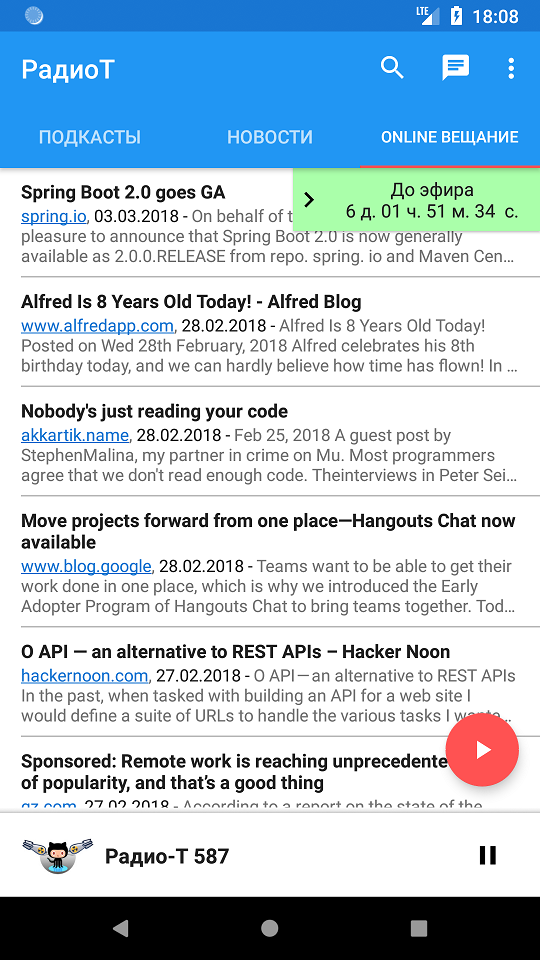 LTE 18:08
РадиоТ
ПОДКАСТЫ НОВОСТИ ONLINE ВЕЩАНИЕ
До эфира
6 д. 01 ч. 51 м. 34 с.
Spring Boot 2.0 goes GA
spring.io, 03.03.2018 - On behalf of t
pleasure to announce that Spring Boot 2.0 is now generally
available as 2.0.0.RELEASE from repo. spring. io and Maven Cen…
Alfred Is 8 Years Old Today! - Alfred Blog
www.alfredapp.com, 28.02.2018 - Alfred Is 8 Years Old Today!
Posted on Wed 28th February, 2018 Alfred celebrates his 8th
birthday today, and we can hardly believe how time has flown! In …
Nobody's just reading your code
akkartik.name, 28.02.2018 - Feb 25, 2018 A guest post by
StephenMalina, my partner in crime on Mu. Most programmers
agree that we don't read enough code. Theinterviews in Peter Sei…
Move projects forward from one place—Hangouts Chat now
available
www.blog.google, 28.02.2018 - Teams want to be able to get their
work done in one place, which is why we introduced the Early
Adopter Program of Hangouts Chat to bring teams together. Tod…
O API — an alternative to REST APIs – Hacker Noon
hackernoon.com, 27.02.2018 - O API — an alternative to REST APIs
In the past, when tasked with building an API for a web site I
would define a suite of URLs to handle the various tasks I wante…
Sponsored: Remote work is reaching unprecedente
of popularity, and that’s a good thing
qz.com, 27.02.2018 - According to a report on the state of the
Радио-Т 587